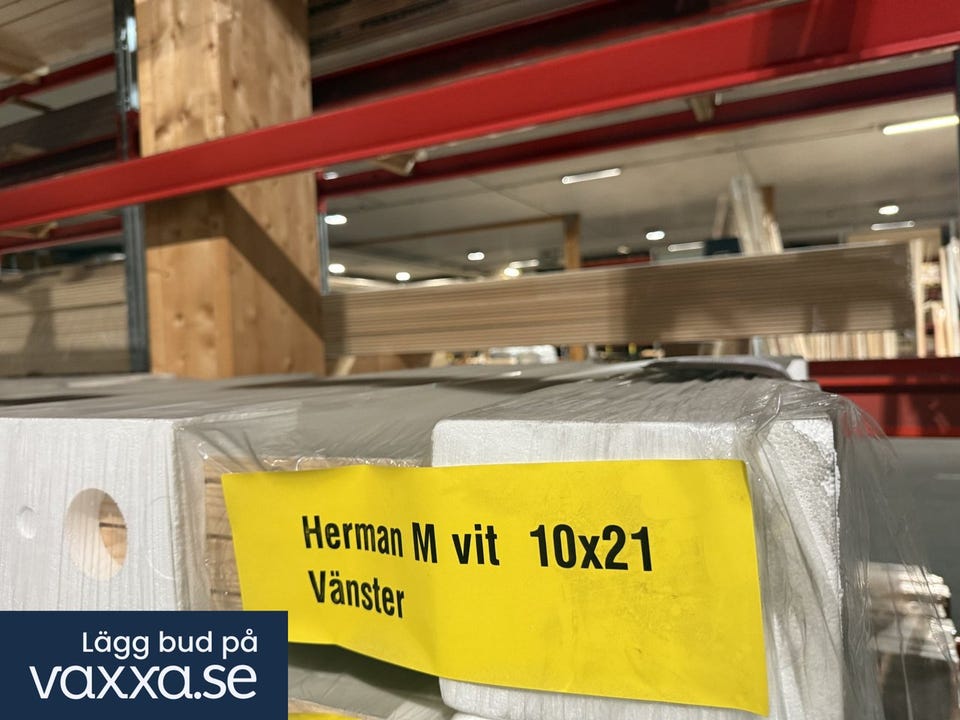 Herman M vit 10x21
Vänster
Lägg bud på
vaxxa.se